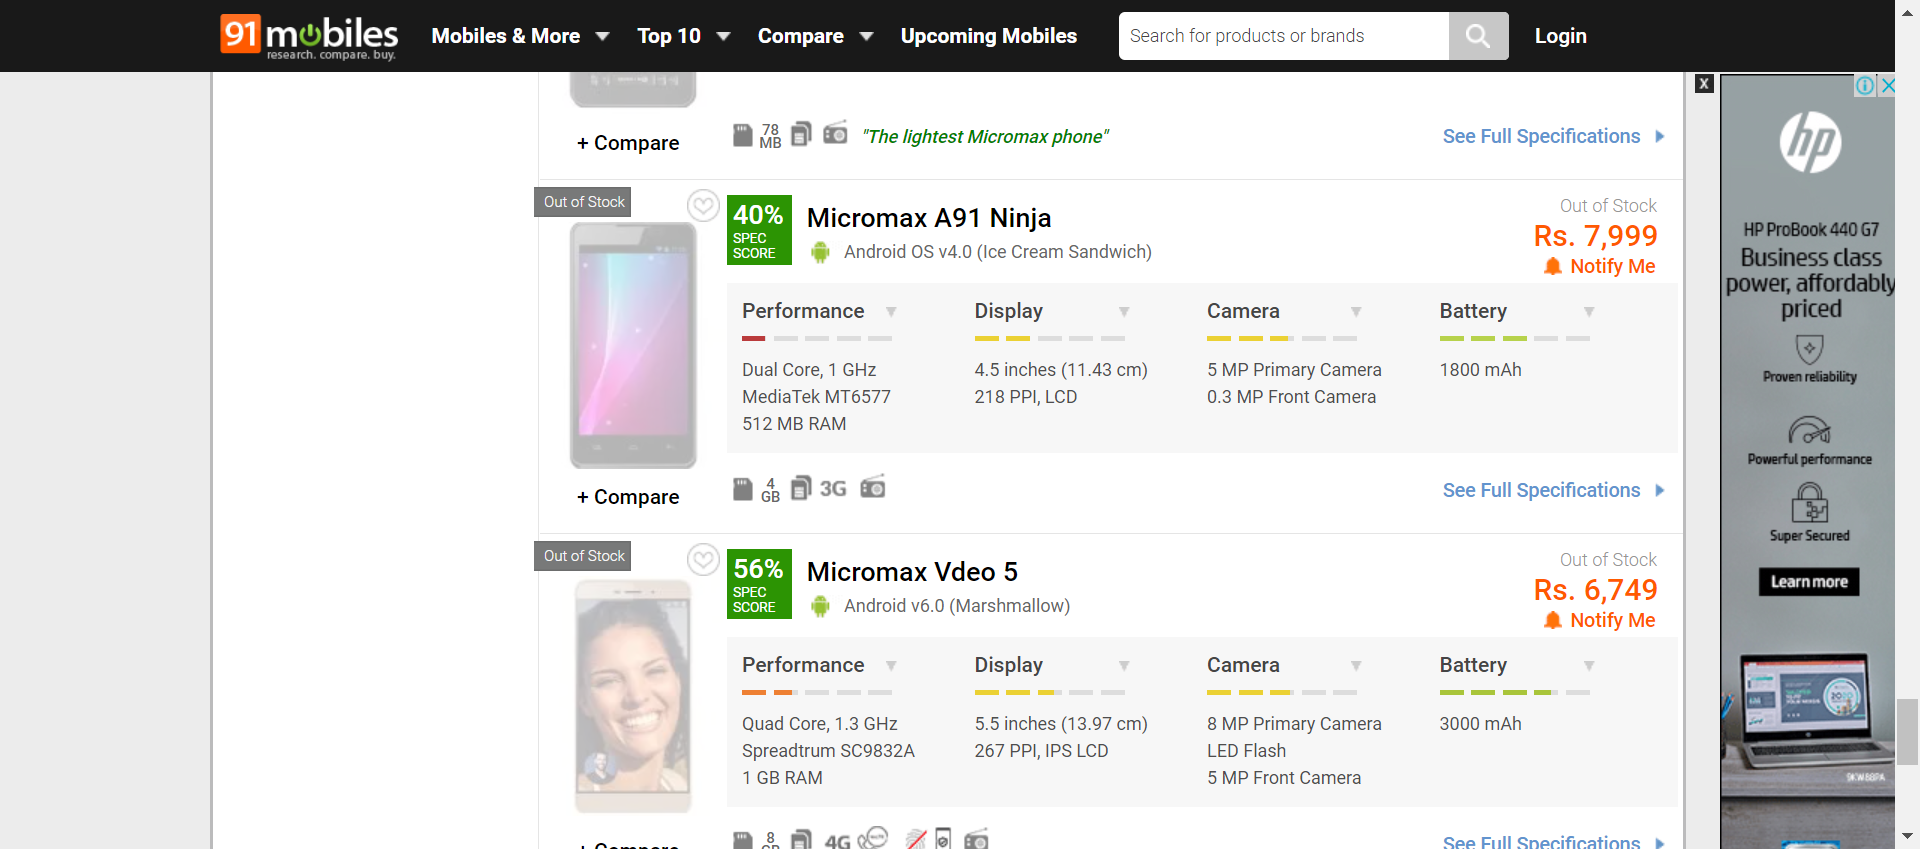 91mobiles
research. compare. buy.
Mobiles & More
Top 10
Compare
Upcoming Mobiles
Search for products or brands
Login
+ Compare
78
MB
"The lightest Micromax phone"
See Full Specifications
Out of Stock
40%
SPEC
SCORE
Micromax A91 Ninja
Android OS v4.0 (Ice Cream Sandwich)
Out of Stock
Rs. 7,999
Notify Me
Performance
Dual Core, 1 GHz
MediaTek MT6577
512 MB RAM
Display
4.5 inches (11.43 cm)
218 PPI, LCD
Camera
5 MP Primary Camera
0.3 MP Front Camera
Battery
1800 mAh
+ Compare
4
GB
3G
See Full Specifications
Out of Stock
56%
SPEC
SCORE
Micromax Vdeo 5
Android v6.0 (Marshmallow)
Out of Stock
Rs. 6,749
Notify Me
Performance
Quad Core, 1.3 GHz
Spreadtrum SC9832A
1 GB RAM
Display
5.5 inches (13.97 cm)
267 PPI, IPS LCD
Camera
8 MP Primary Camera
LED Flash
5 MP Front Camera
Battery
3000 mAh
+ Compare
8
GB
4G
See Full Specifications
X
hp
HP ProBook 440 G7
Business class
power, affordably
priced
Proven reliability
Powerful performance
Super Secured
Learn more
9KW88PA